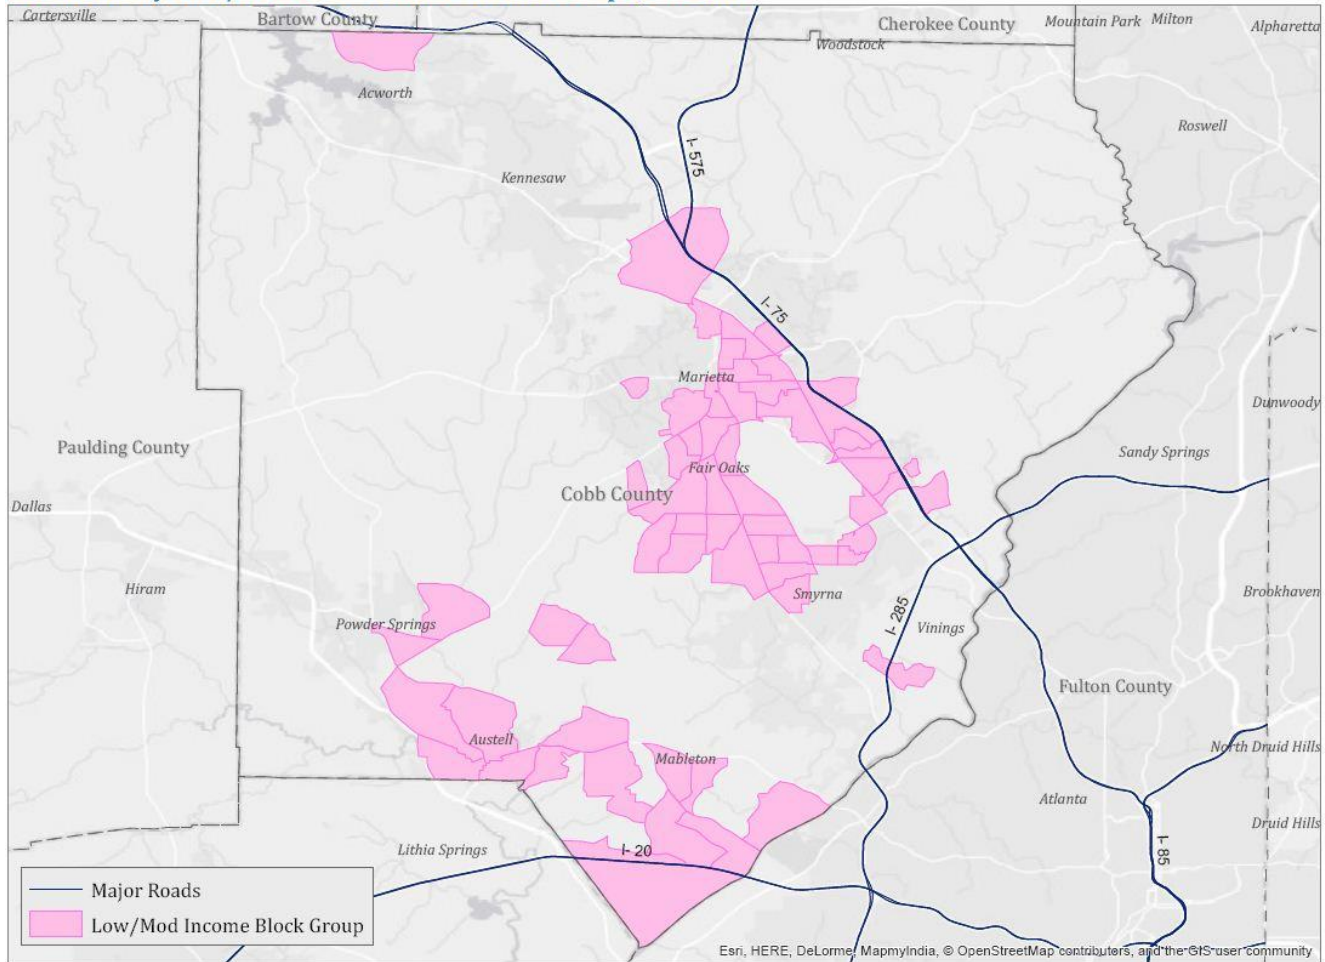 Cartersville
Bartow County
Cherokee County
Mountain Park
Milton
Alpharetta
Woodstock
Acworth
Roswell
I- 575
Kennesaw
I- 75
Marietta
Dunwoody
Paulding County
Sandy Springs
Fair Oaks
Cobb County
Dallas
Hiram
Smyrna
Brookhaven
Powder Springs
I- 285
Vinings
Fulton County
Austell
Mableton
North Druid Hills
Atlanta
Druid Hills
Lithia Springs
I- 20
I- 85
Major Roads
Low/Mod Income Block Group
Esri, HERE, DeLorme, MapmyIndia, © OpenStreetMap contributors, and the GIS user community